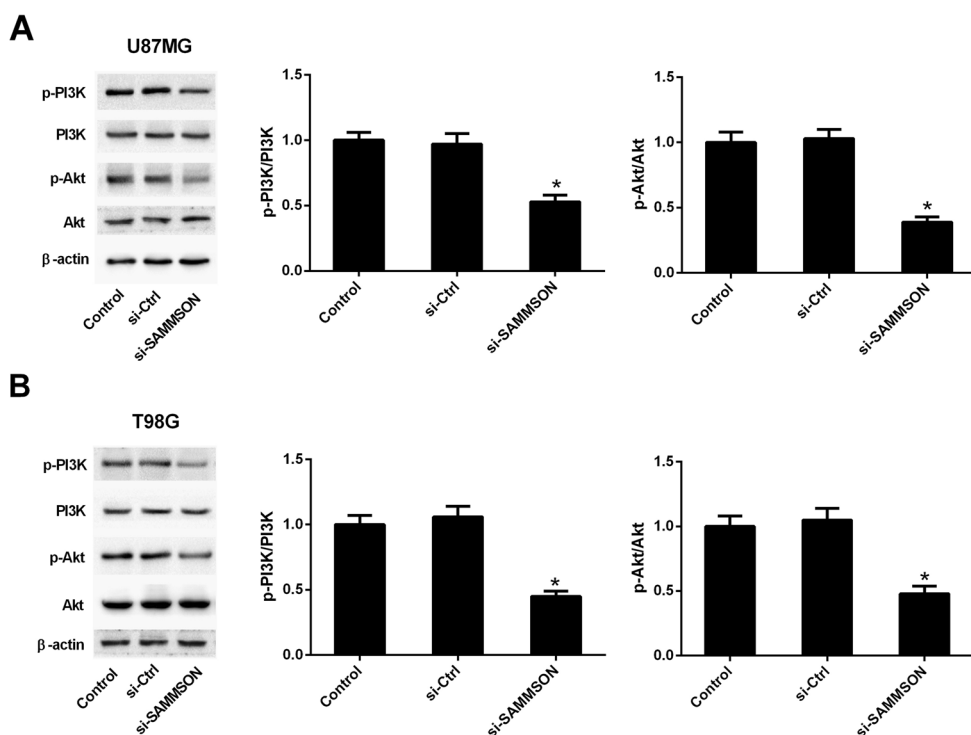 A
U87MG
p-PI3K
PI3K
p-Akt
Akt
β-actin
Control
si-Ctrl
si-SAMMSON
p-PI3K/PI3K
1.5
1.0
0.5
0.0
*
Control
si-Ctrl
si-SAMMSON
p-Akt/Akt
1.5
1.0
0.5
0.0
*
Control
si-Ctrl
si-SAMMSON
B
T98G
p-PI3K
PI3K
p-Akt
Akt
β-actin
Control
si-Ctrl
si-SAMMSON
p-PI3K/PI3K
1.5
1.0
0.5
0.0
*
Control
si-Ctrl
si-SAMMSON
p-Akt/Akt
1.5
1.0
0.5
0.0
*
Control
si-Ctrl
si-SAMMSON